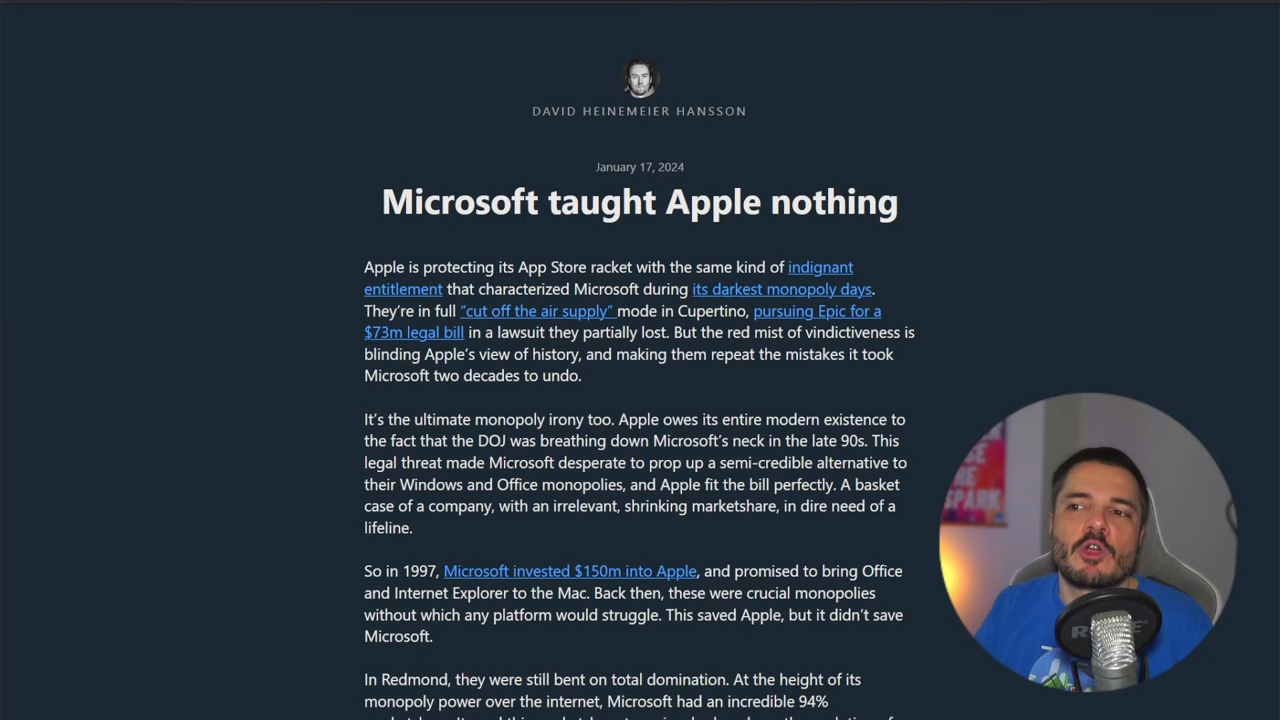 DAVID HEINEMEIER HANSSON
January 17, 2024
Microsoft taught Apple nothing
Apple is protecting its App Store racket with the same kind of indignant
entitlement that characterized Microsoft during its darkest monopoly days.
They’re in full “cut off the air supply” mode in Cupertino, pursuing Epic for a
$73m legal bill in a lawsuit they partially lost. But the red mist of vindictiveness is
blinding Apple’s view of history, and making them repeat the mistakes it took
Microsoft two decades to undo.
It’s the ultimate monopoly irony too. Apple owes its entire modern existence to
the fact that the DOJ was breathing down Microsoft’s neck in the late 90s. This
legal threat made Microsoft desperate to prop up a semi-credible alternative to
their Windows and Office monopolies, and Apple fit the bill perfectly. A basket
case of a company, with an irrelevant, shrinking marketshare, in dire need of a
lifeline.
So in 1997, Microsoft invested $150m into Apple, and promised to bring Office
and Internet Explorer to the Mac. Back then, these were crucial monopolies
without which any platform would struggle. This saved Apple, but it didn’t save
Microsoft.
In Redmond, they were still bent on total domination. At the height of its
monopoly power over the internet, Microsoft had an incredible 94%
THE
SPARK